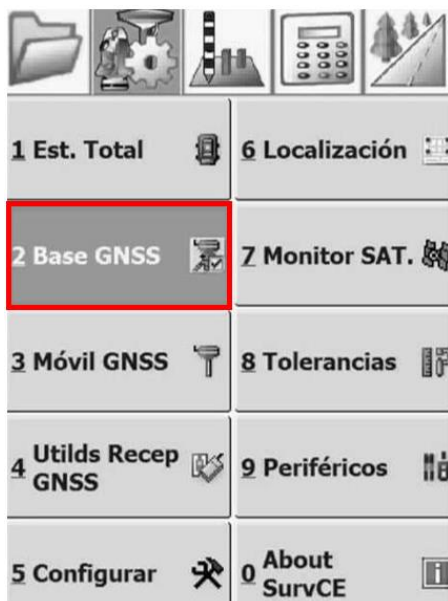 1 Est. Total
6 Localización
2 Base GNSS
7 Monitor SAT.
3 Móvil GNSS
8 Tolerancias
4 Utilds Recep
GNSS
9 Periféricos
5 Configurar
0 About
SurvCE